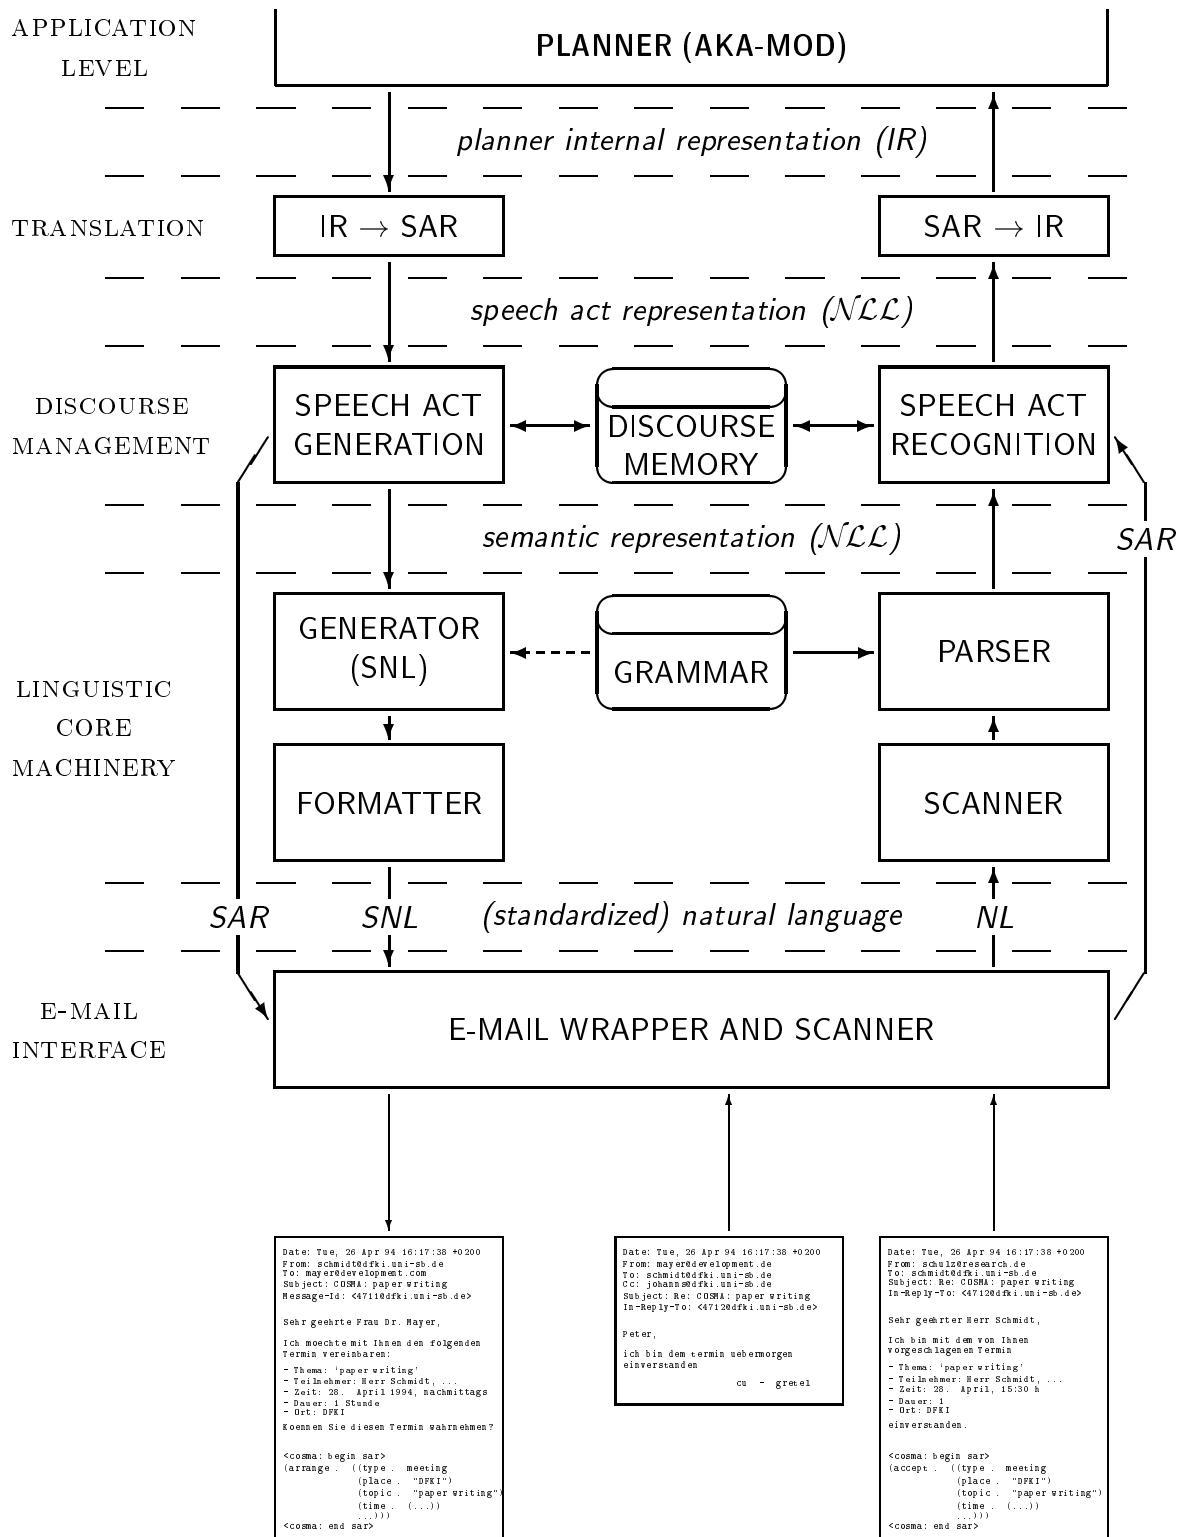 APPLICATION
LEVEL
PLANNER (AKA-MOD)
planner internal representation (IR)
TRANSLATION
IR → SAR
SAR → IR
speech act representation (NLL)
DISCOURSE
MANAGEMENT
SPEECH ACT
GENERATION
DISCOURSE
MEMORY
SPEECH ACT
RECOGNITION
semantic representation (NLL)
SAR
LINGUISTIC
CORE
MACHINERY
GENERATOR
(SNL)
GRAMMAR
PARSER
FORMATTER
SCANNER
SAR
SNL
(standardized) natural language
NL
E-MAIL
INTERFACE
E-MAIL WRAPPER AND SCANNER
Date: Tue, 26 Apr 94 16:17:38 +0200
From: schmidt@dfki.uni-sb.de
To: mayer@development.com
Subject: COSMA: paper writing
Message-Id: <4711@dfki.uni-sb.de>
Sehr geehrte Frau Dr. Mayer,
Ich moechte mit Ihnen den folgenden
Termin vereinbaren:
- Thema: 'paper writing'
- Teilnehmer: Herr Schmidt, ...
- Zeit: 28. April 1994, nachmittags
- Dauer: 1 Stunde
- Ort: DFKI
Koennen Sie diesen Termin wahrnehmen?
<cosma: begin sar>
(arrange . ((type . meeting
(place . "DFKI")
(topic . "paper writing")
(time . (...))
...)))
<cosma: end sar>
Date: Tue, 26 Apr 94 16:17:38 +0200
From: mayer@development.de
To: schmidt@dfki.uni-sb.de
Cc: johanns@dfki.uni-sb.de
Subject: Re: COSMA: paper writing
In-Reply-To: <4712@dfki.uni-sb.de>
Peter,
ich bin dem termin uebermorgen
einverstanden
cu - gretel
Date: Tue, 26 Apr 94 16:17:38 +0200
From: schulz@research.de
To: schmidt@dfki.uni-sb.de
Subject: Re: COSMA: paper writing
In-Reply-To: <4712@dfki.uni-sb.de>
Sehr geehrter Herr Schmidt,
Ich bin mit dem von Ihnen
vorgeschlagenen Termin
- Thema: 'paper writing'
- Teilnehmer: Herr Schmidt, ...
- Zeit: 28. April, 15:30 h
- Dauer: 1
- Ort: DFKI
einverstanden.
<cosma: begin sar>
(accept . ((type . meeting
(place . "DFKI")
(topic . "paper writing")
(time . (...))
...)))
<cosma: end sar>